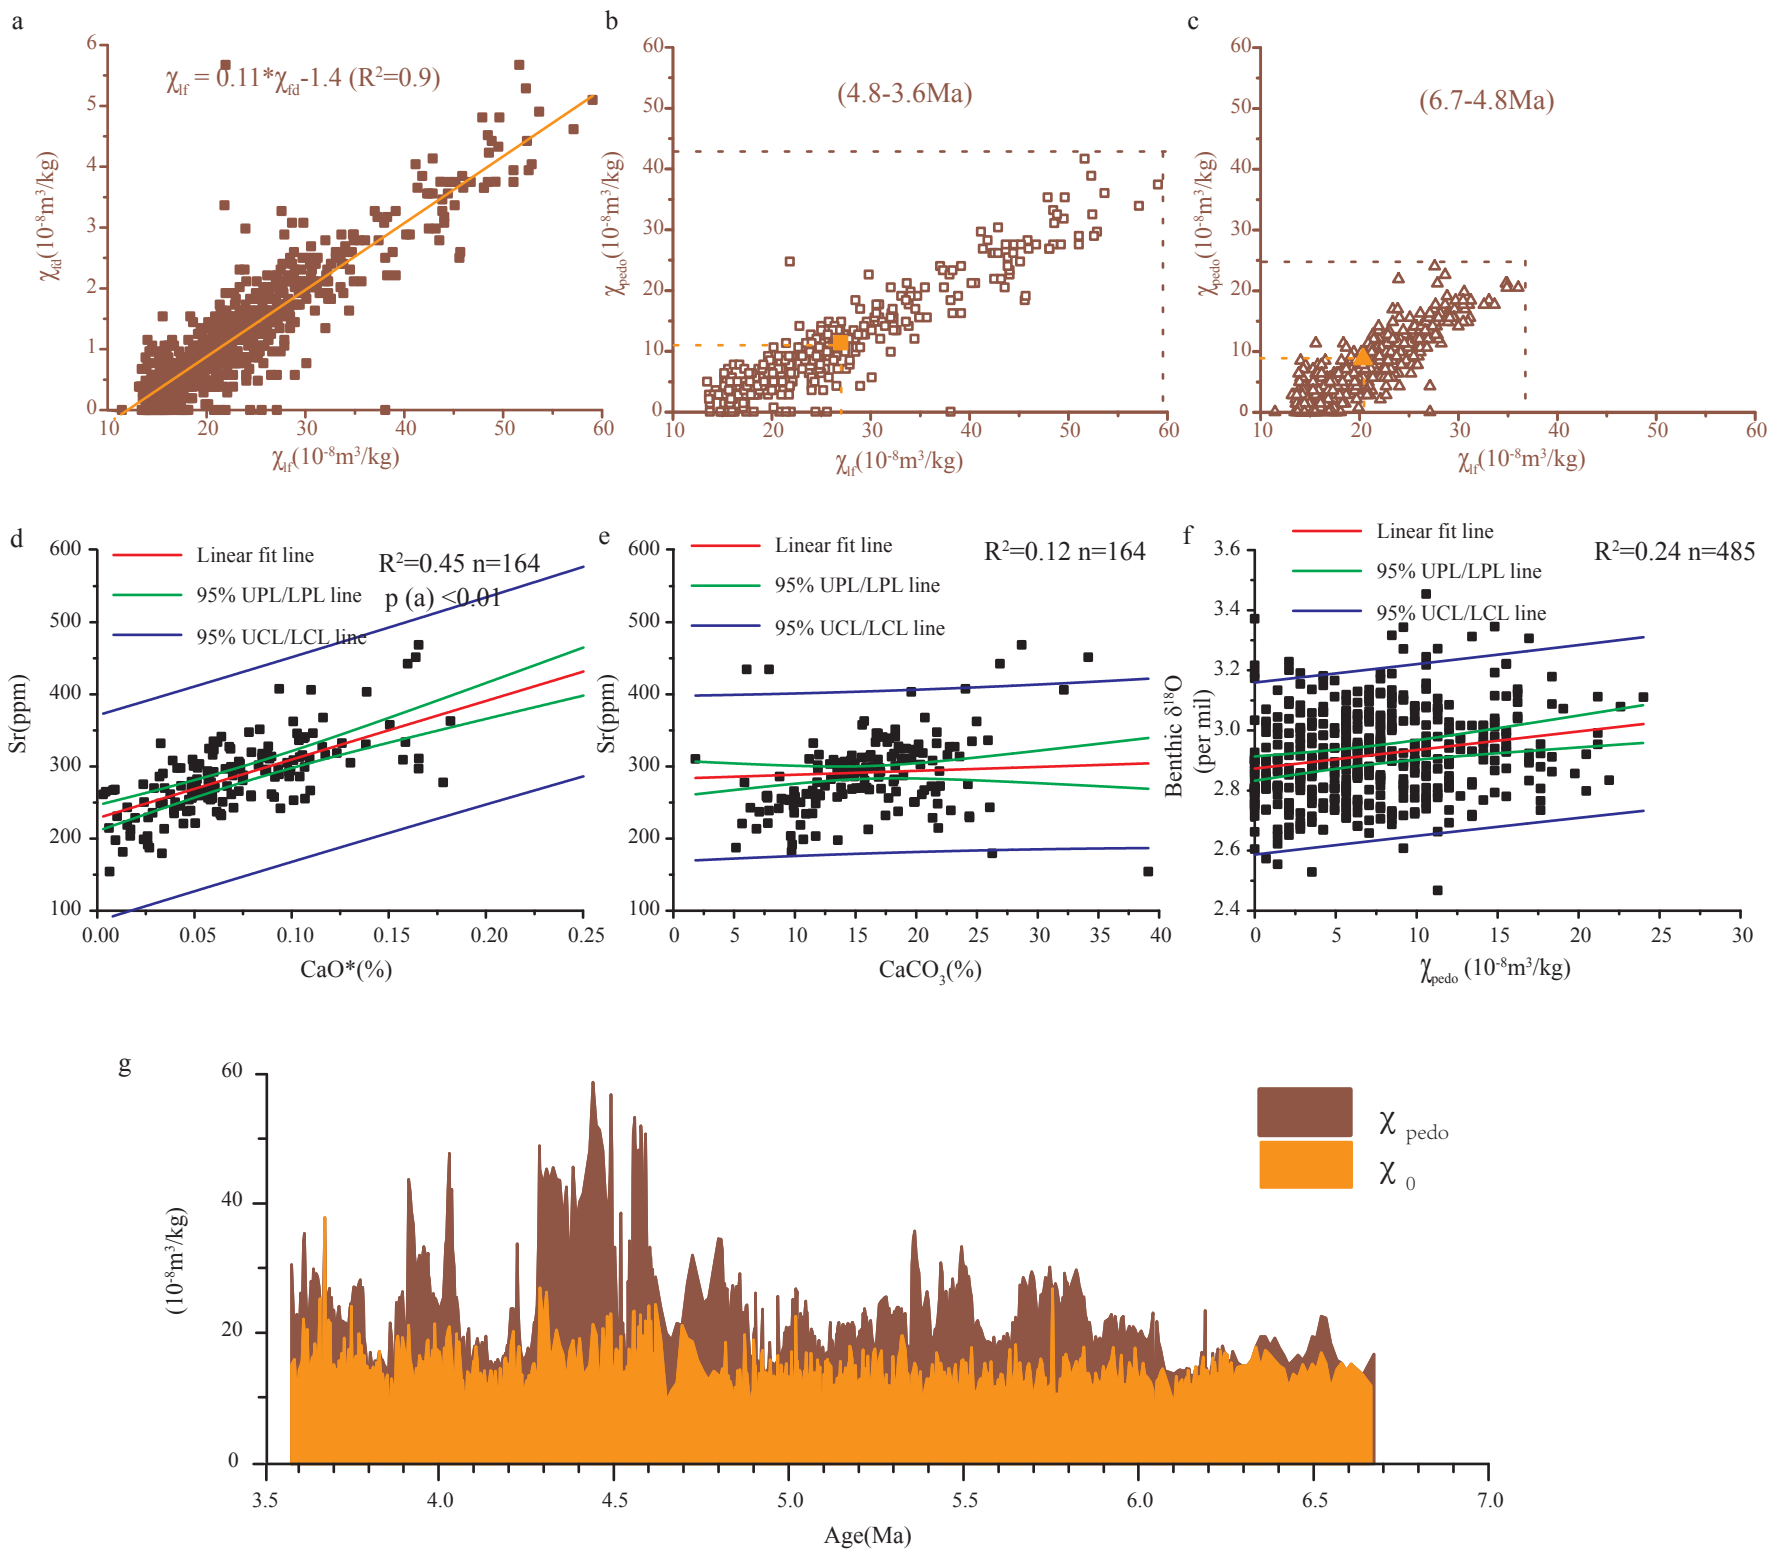 a
χlf = 0.11*χfd-1.4 (R²=0.9)
χfd(10⁻⁸m³/kg)
6
5
4
3
2
1
0
10 20 30 40 50 60
χlf(10⁻⁸m³/kg)
b
(4.8-3.6Ma)
χpedo(10⁻⁸m³/kg)
60
50
40
30
20
10
0
10 20 30 40 50 60
χlf(10⁻⁸m³/kg)
c
(6.7-4.8Ma)
χpedo(10⁻⁸m³/kg)
60
50
40
30
20
10
0
10 20 30 40 50 60
χlf(10⁻⁸m³/kg)
d
Linear fit line
95% UPL/LPL line
95% UCL/LCL line
R²=0.45 n=164
p (a) <0.01
Sr(ppm)
600
500
400
300
200
100
0.00 0.05 0.10 0.15 0.20 0.25
CaO*(%)
e
Linear fit line
95% UPL/LPL line
95% UCL/LCL line
R²=0.12 n=164
Sr(ppm)
600
500
400
300
200
100
0 5 10 15 20 25 30 35 40
CaCO₃(%)
f
Linear fit line
95% UPL/LPL line
95% UCL/LCL line
R²=0.24 n=485
Benthic δ¹⁸O
(per mil)
3.6
3.4
3.2
3.0
2.8
2.6
2.4
0 5 10 15 20 25 30
χpedo (10⁻⁸m³/kg)
g
χ pedo
χ 0
(10⁻⁸m³/kg)
60
40
20
0
3.5 4.0 4.5 5.0 5.5 6.0 6.5 7.0
Age(Ma)